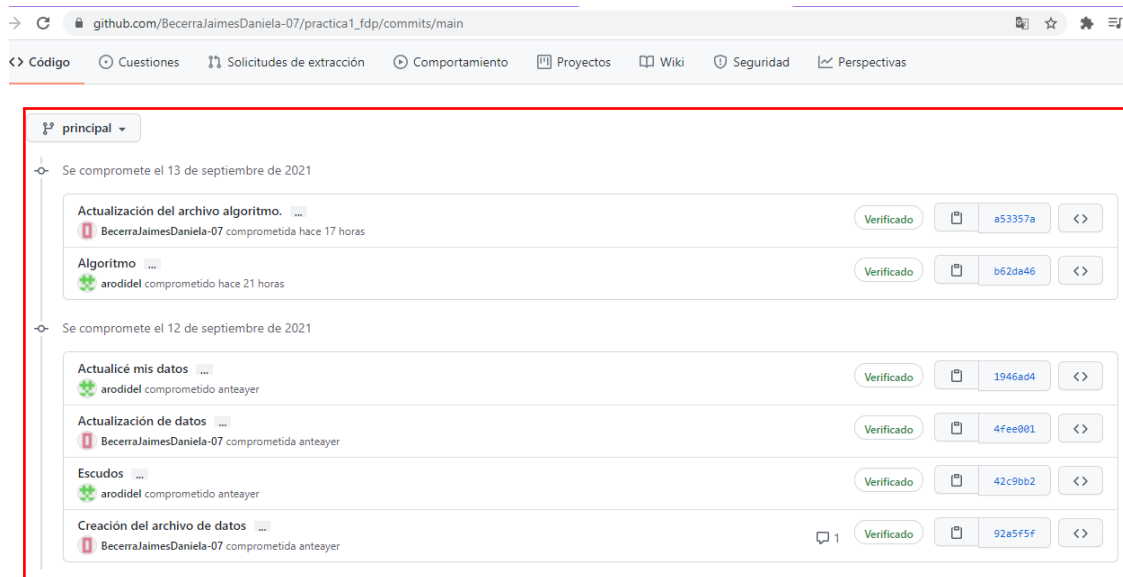 github.com/BecerraJaimesDaniela-07/practica1_fdp/commits/main
<> Código Cuestiones Solicitudes de extracción Comportamiento Proyectos Wiki Seguridad Perspectivas
principal
Se compromete el 13 de septiembre de 2021
Actualización del archivo algoritmo. ...
BecerraJaimesDaniela-07 comprometida hace 17 horas
Verificado a53357a <>
Algoritmo ...
arodidel comprometido hace 21 horas
Verificado b62da46 <>
Se compromete el 12 de septiembre de 2021
Actualicé mis datos ...
arodidel comprometido anteayer
Verificado 1946ad4 <>
Actualización de datos ...
BecerraJaimesDaniela-07 comprometida anteayer
Verificado 4fee001 <>
Escudos ...
arodidel comprometido anteayer
Verificado 42c9bb2 <>
Creación del archivo de datos ...
BecerraJaimesDaniela-07 comprometida anteayer
1 Verificado 92a5f5f <>